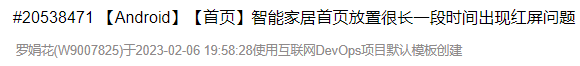 #20538471 【Android】【首页】智能家居首页放置很长一段时间出现红屏问题
罗娟花(W9007825)于2023-02-06 19:58:28使用互联网DevOps项目默认模板创建